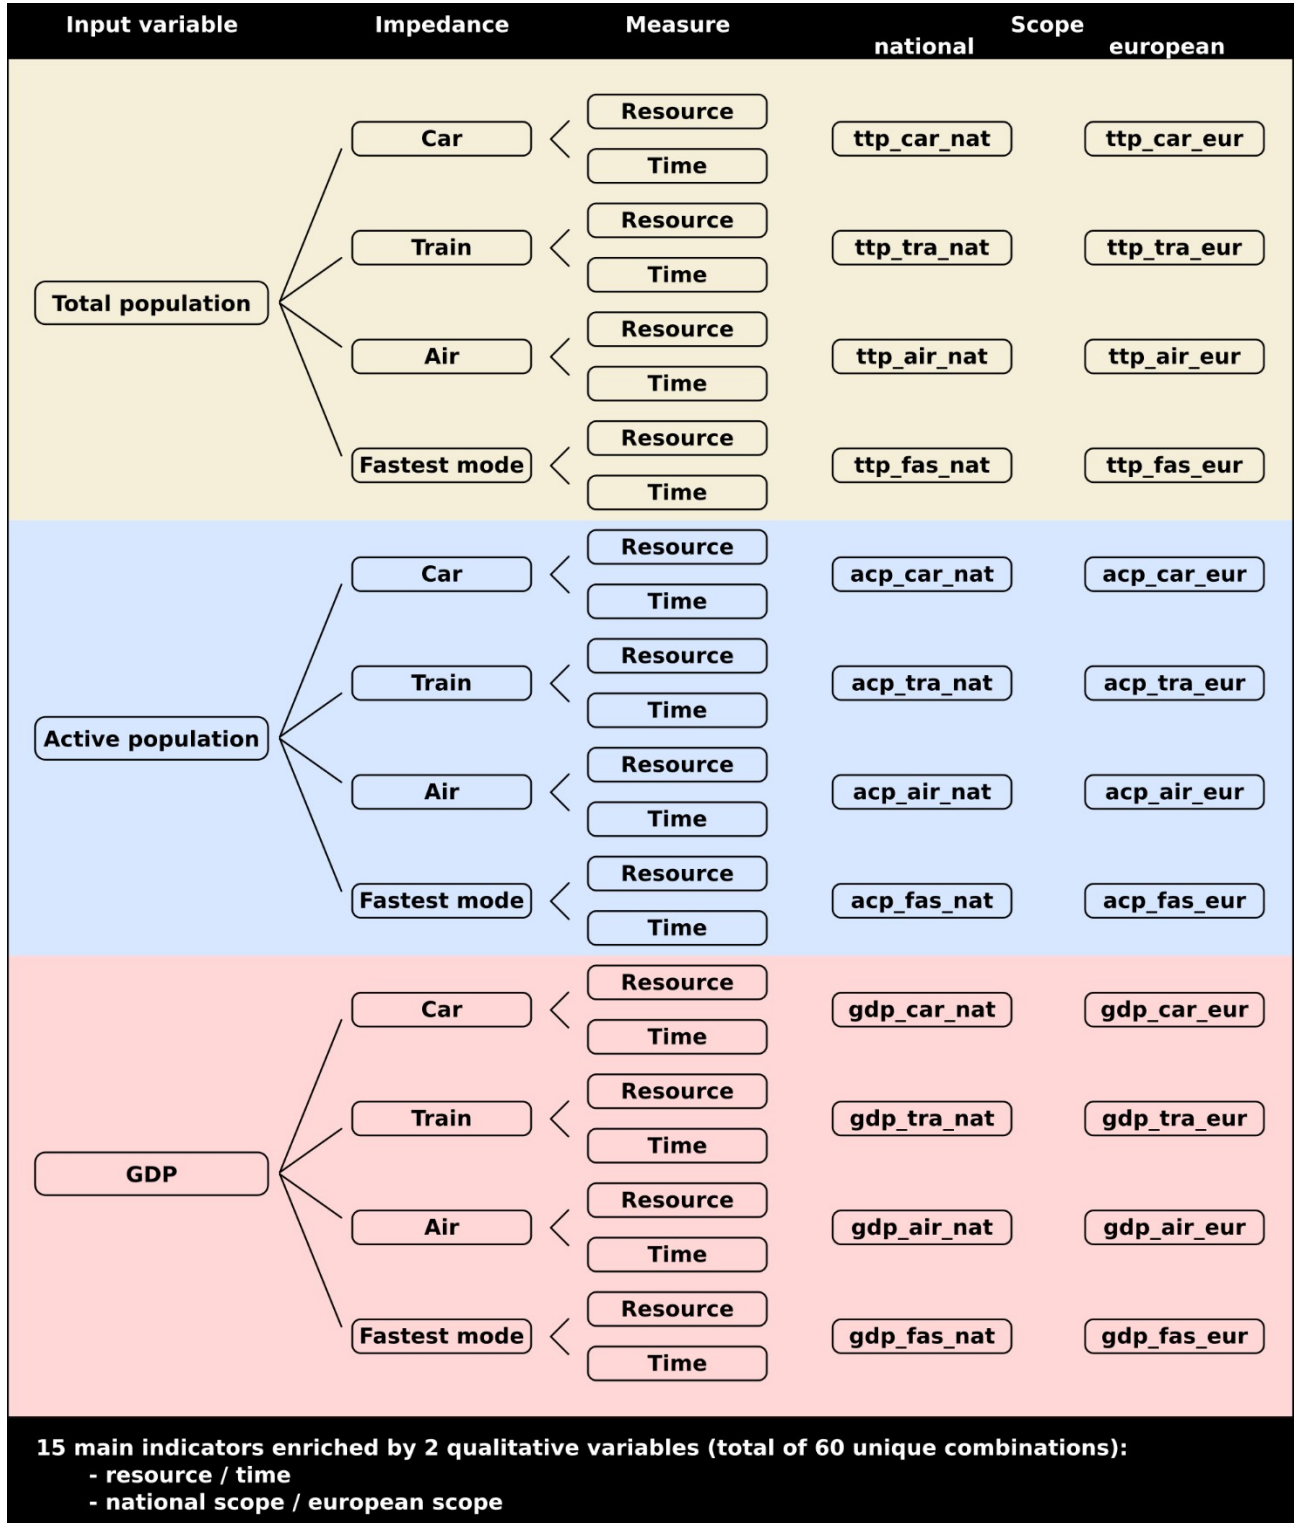 Input variable Impedance Measure Scope
national european
Resource
Car ttp_car_nat ttp_car_eur
Time
Resource
Train ttp_tra_nat ttp_tra_eur
Time
Total population
Resource
Air ttp_air_nat ttp_air_eur
Time
Resource
Fastest mode ttp_fas_nat ttp_fas_eur
Time
Resource
Car acp_car_nat acp_car_eur
Time
Resource
Train acp_tra_nat acp_tra_eur
Time
Active population
Resource
Air acp_air_nat acp_air_eur
Time
Resource
Fastest mode acp_fas_nat acp_fas_eur
Time
Resource
Car gdp_car_nat gdp_car_eur
Time
Resource
Train gdp_tra_nat gdp_tra_eur
Time
GDP
Resource
Air gdp_air_nat gdp_air_eur
Time
Resource
Fastest mode gdp_fas_nat gdp_fas_eur
Time
15 main indicators enriched by 2 qualitative variables (total of 60 unique combinations):
- resource / time
- national scope / european scope